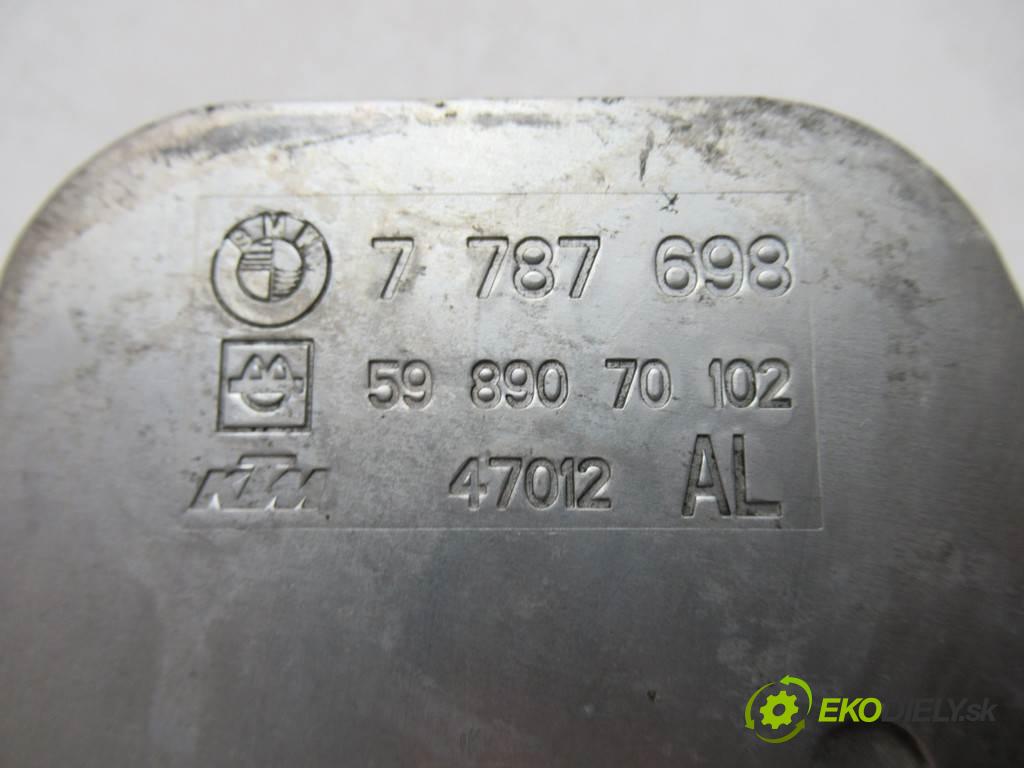 BMW 7 787 698
59 890 70 102
KTM 47012 AL
EKODIELY.sk